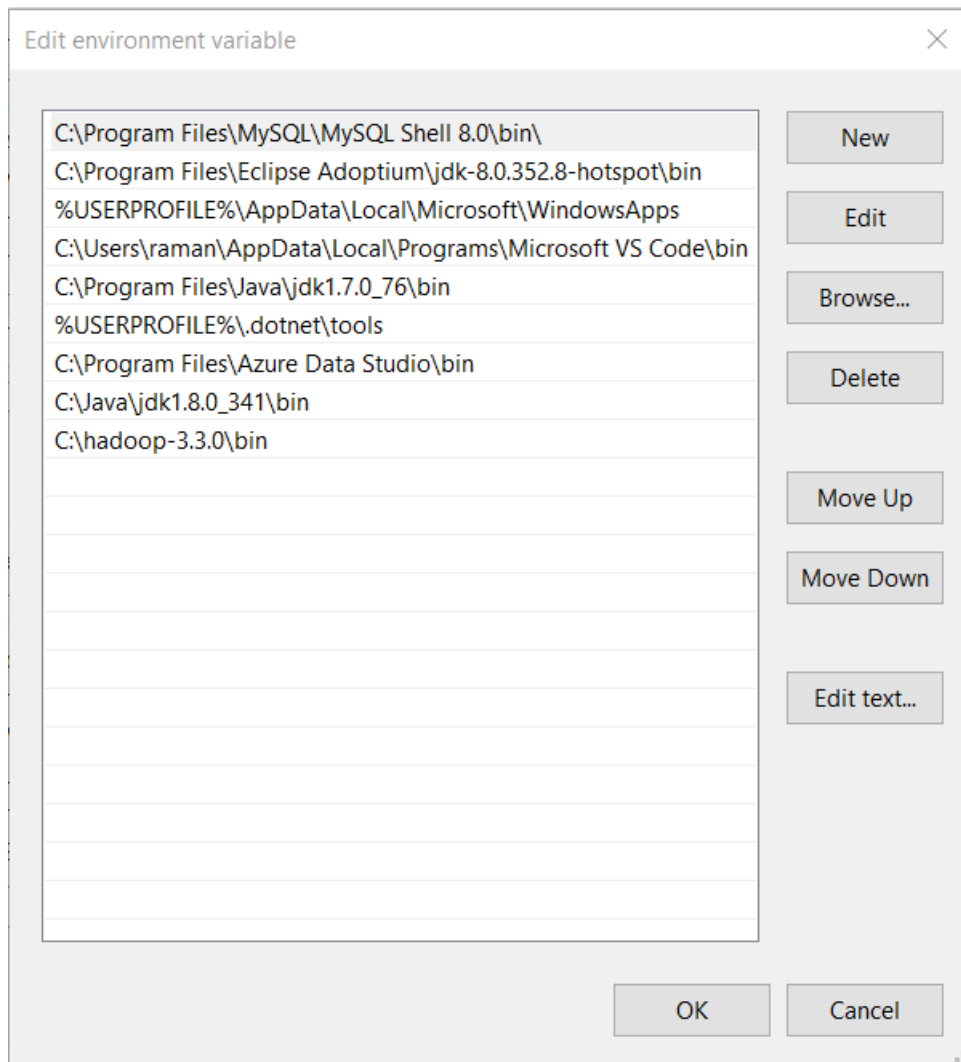 Edit environment variable
C:\Program Files\MySQL\MySQL Shell 8.0\bin\
C:\Program Files\Eclipse Adoptium\jdk-8.0.352.8-hotspot\bin
%USERPROFILE%\AppData\Local\Microsoft\WindowsApps
C:\Users\raman\AppData\Local\Programs\Microsoft VS Code\bin
C:\Program Files\Java\jdk1.7.0_76\bin
%USERPROFILE%\.dotnet\tools
C:\Program Files\Azure Data Studio\bin
C:\Java\jdk1.8.0_341\bin
C:\hadoop-3.3.0\bin
New
Edit
Browse...
Delete
Move Up
Move Down
Edit text...
OK
Cancel